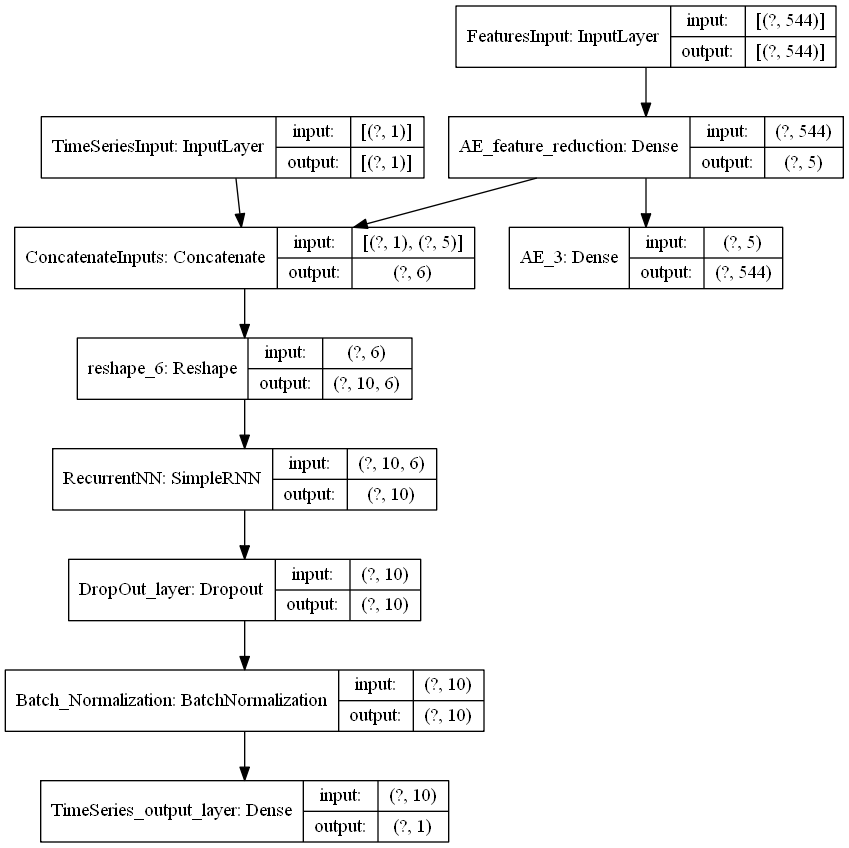 FeaturesInput: InputLayer
input: [(?, 544)]
output: [(?, 544)]
TimeSeriesInput: InputLayer
input: [(?, 1)]
output: [(?, 1)]
AE_feature_reduction: Dense
input: (?, 544)
output: (?, 5)
ConcatenateInputs: Concatenate
input: [(?, 1), (?, 5)]
output: (?, 6)
AE_3: Dense
input: (?, 5)
output: (?, 544)
reshape_6: Reshape
input: (?, 6)
output: (?, 10, 6)
RecurrentNN: SimpleRNN
input: (?, 10, 6)
output: (?, 10)
DropOut_layer: Dropout
input: (?, 10)
output: (?, 10)
Batch_Normalization: BatchNormalization
input: (?, 10)
output: (?, 10)
TimeSeries_output_layer: Dense
input: (?, 10)
output: (?, 1)